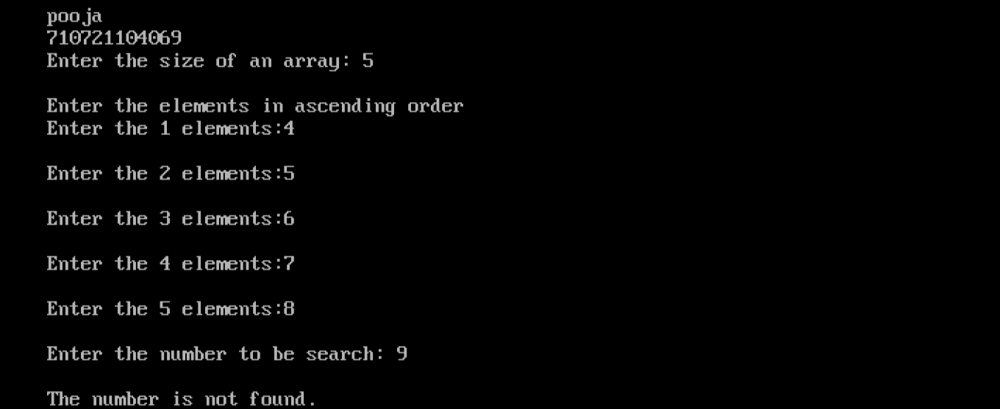 pooja
710721104069
Enter the size of an array: 5
Enter the elements in ascending order
Enter the 1 elements:4
Enter the 2 elements:5
Enter the 3 elements:6
Enter the 4 elements:7
Enter the 5 elements:8
Enter the number to be search: 9
The number is not found.